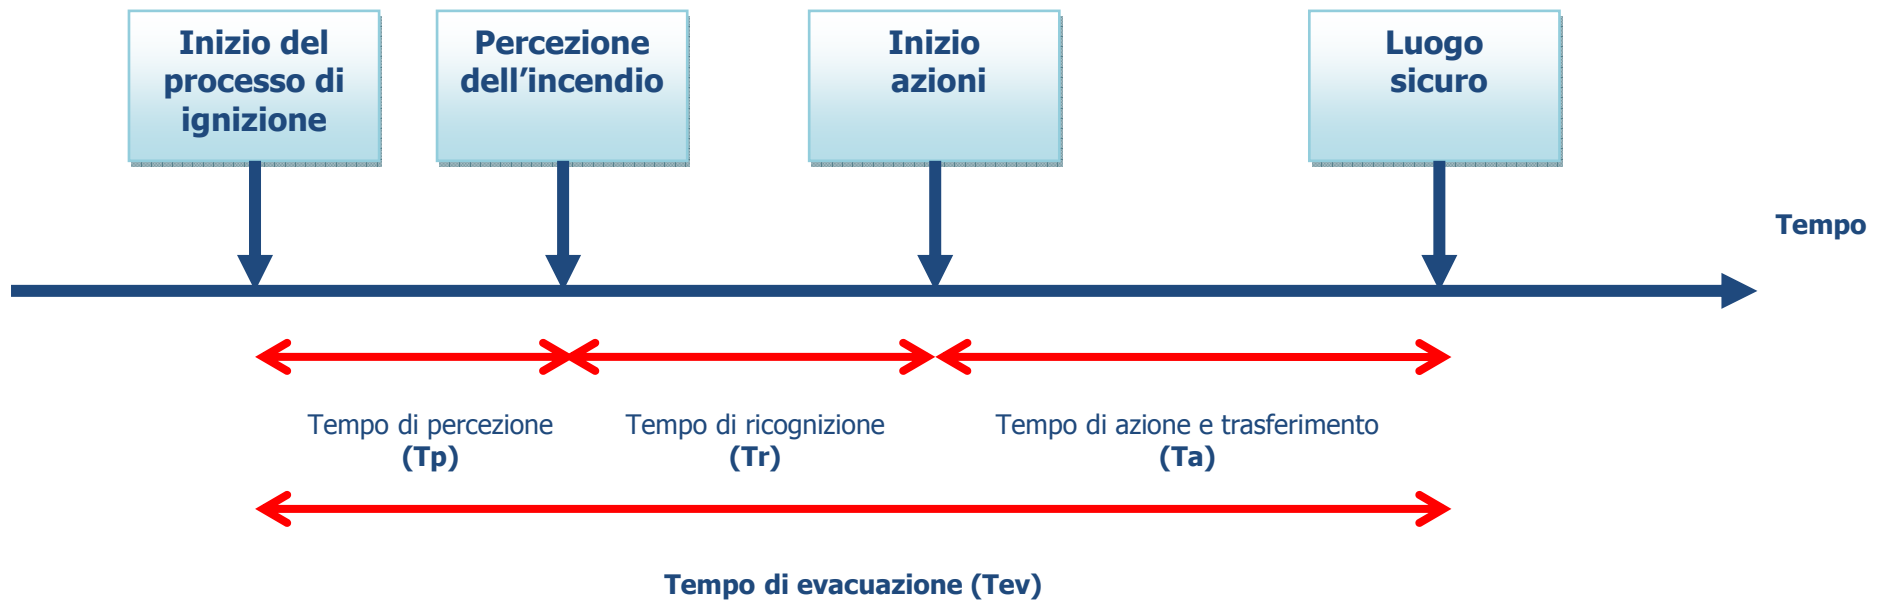 Inizio del
processo di
ignizione
Percezione
dell’incendio
Inizio
azioni
Luogo
sicuro
Tempo
Tempo di percezione
(Tp)
Tempo di ricognizione
(Tr)
Tempo di azione e trasferimento
(Ta)
Tempo di evacuazione (Tev)